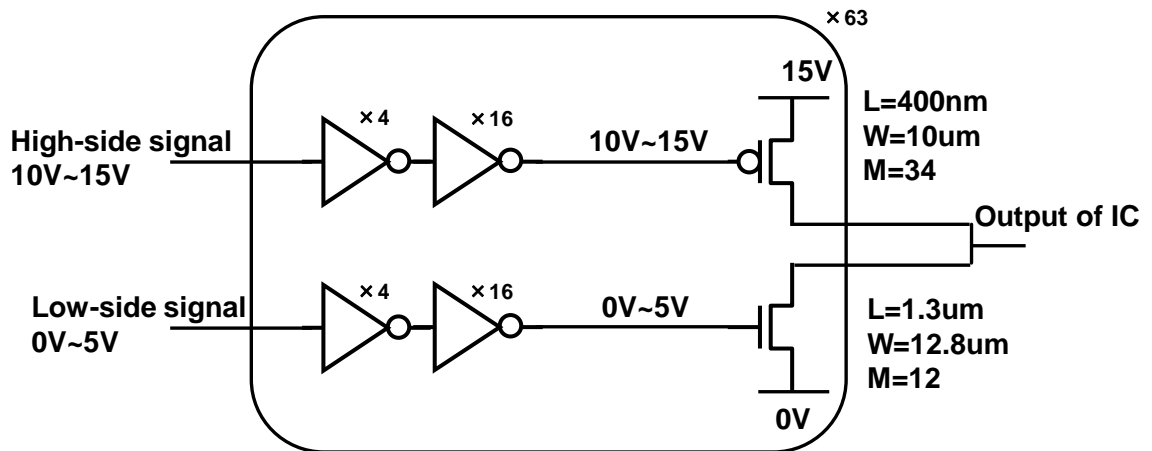 ×63
15V
L=400nm
W=10um
M=34
×4
×16
High-side signal
10V~15V
10V~15V
Output of IC
×4
×16
Low-side signal
0V~5V
0V~5V
L=1.3um
W=12.8um
M=12
0V